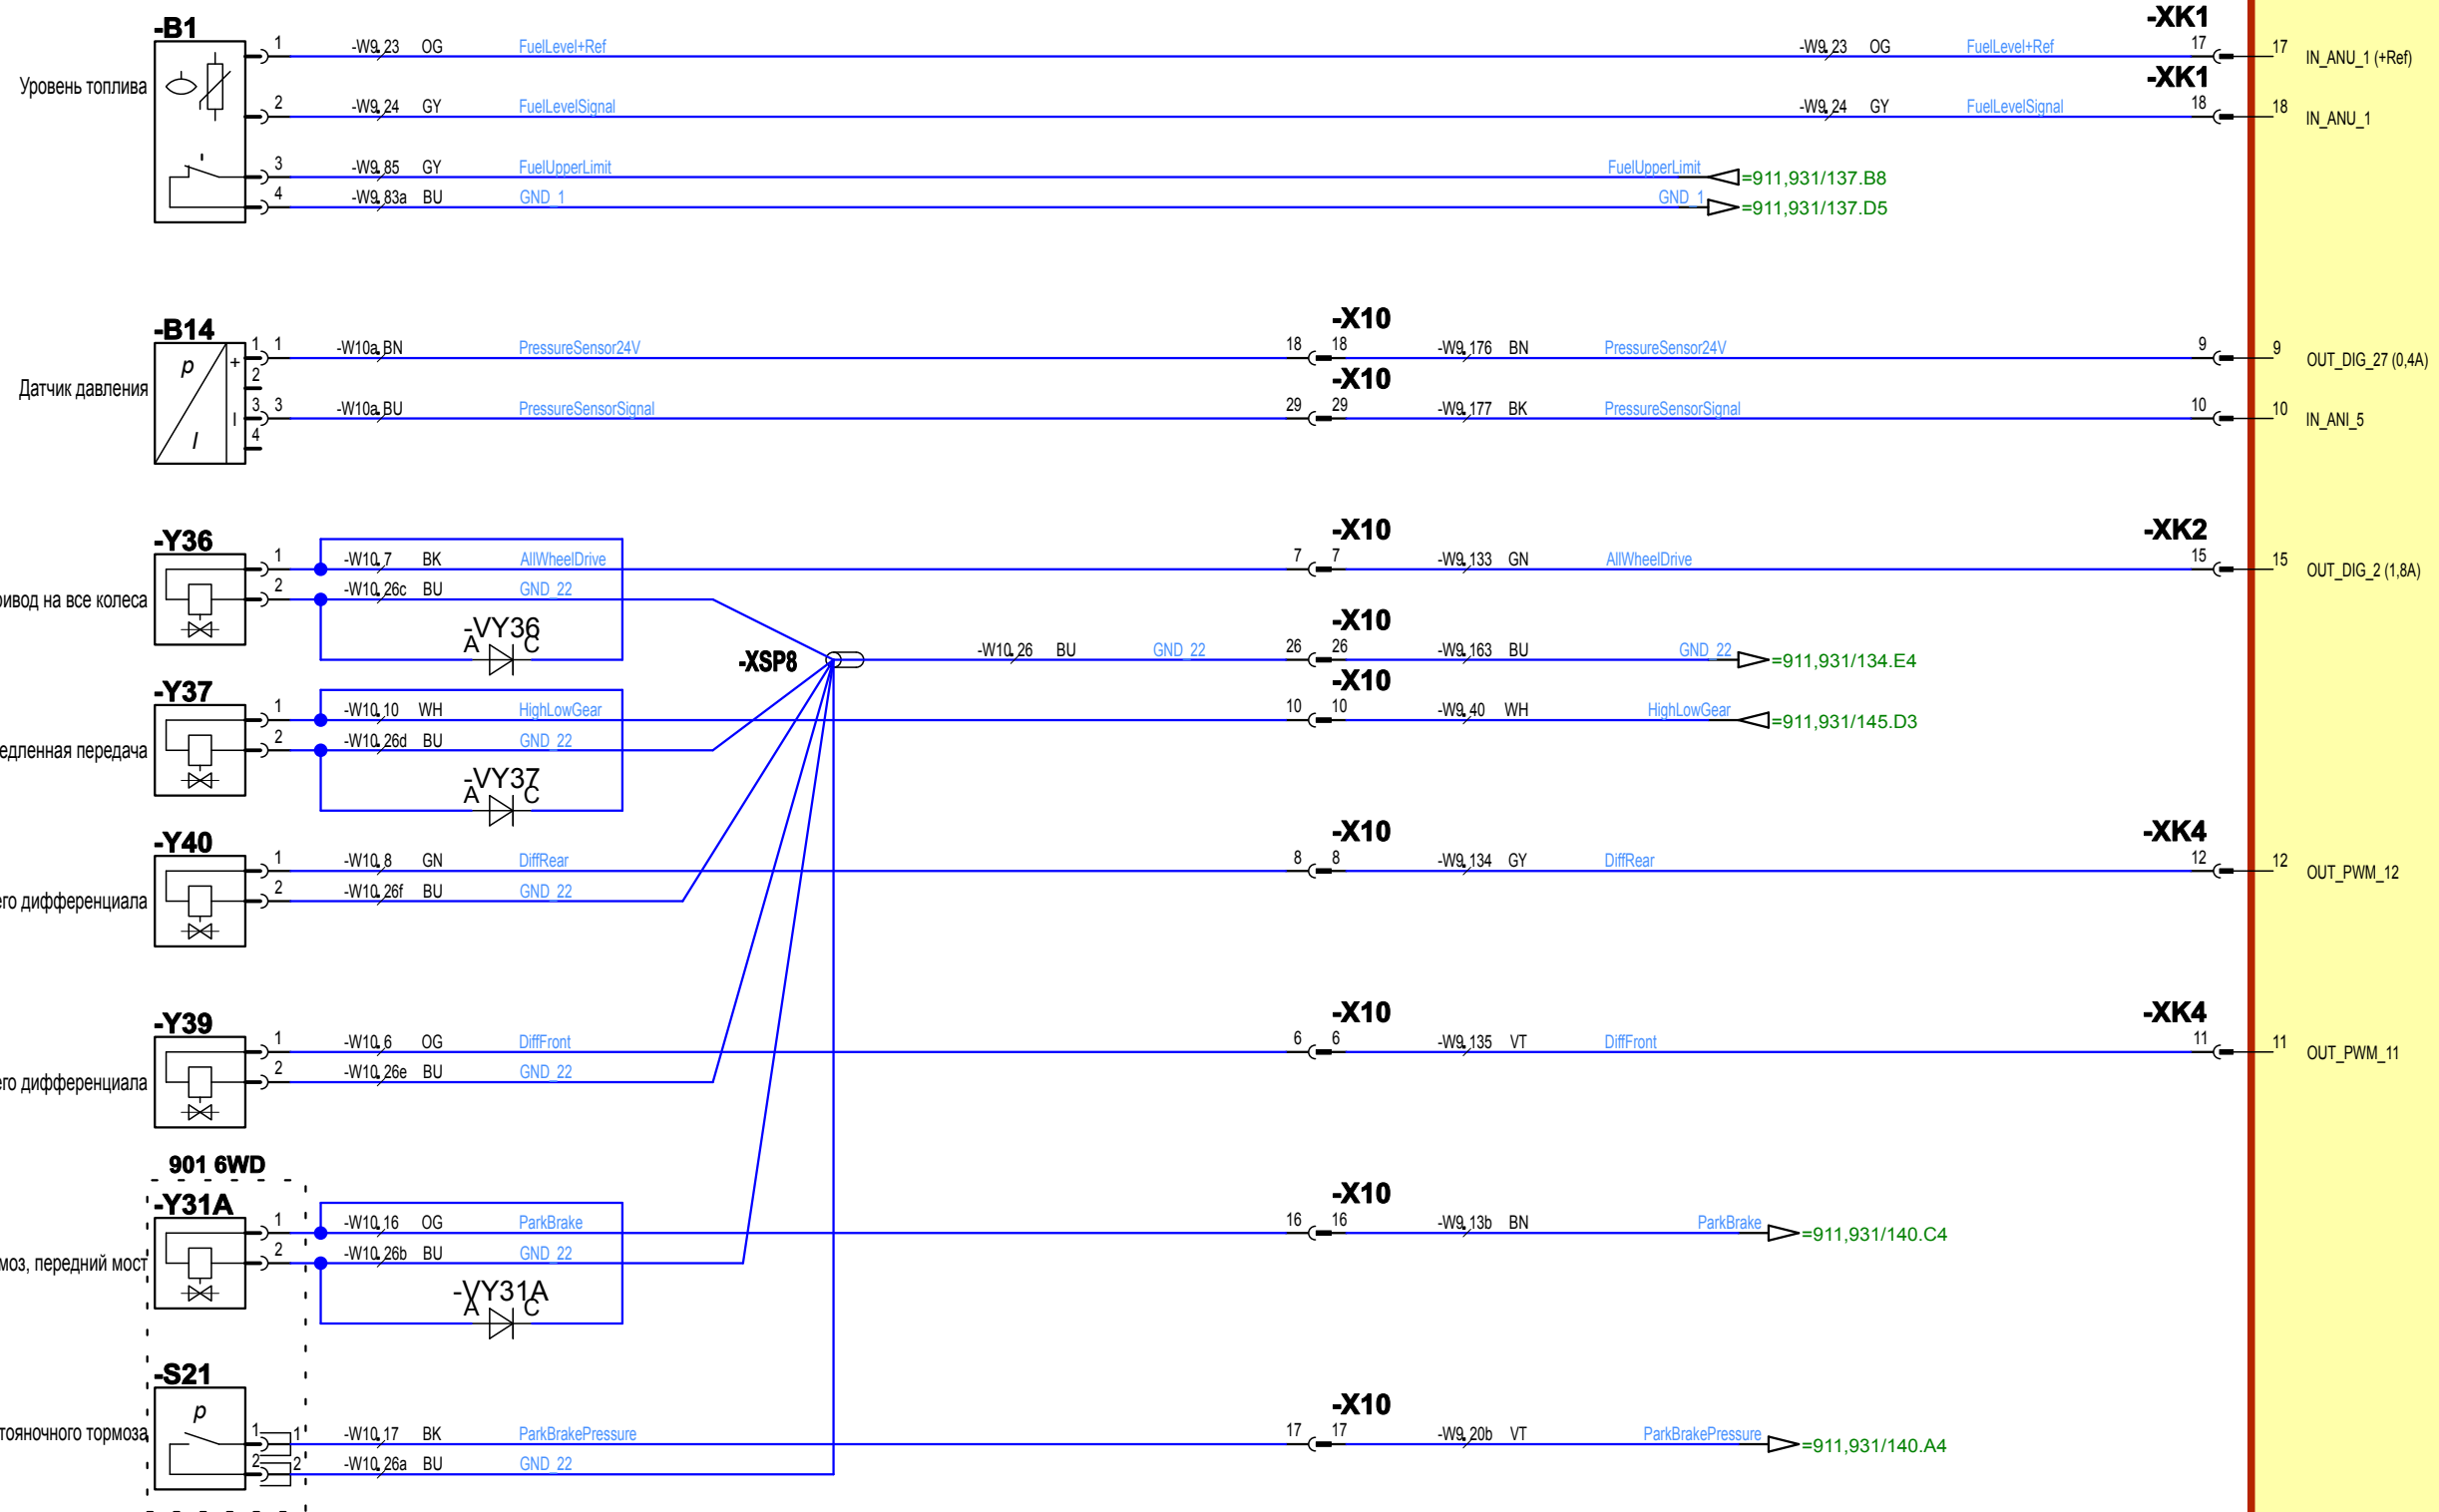 -B1 -XK1
1 -W9.23 OG FuelLevel+Ref -W9.23 OG FuelLevel+Ref 17 17 IN_ANU_1 (+Ref)
Уровень топлива -XK1
2 -W9.24 GY FuelLevelSignal -W9.24 GY FuelLevelSignal 18 18 IN_ANU_1
3 -W9.85 GY FuelUpperLimit FuelUpperLimit =911,931/137.B8
4 -W9.83a BU GND_1 GND_1 =911,931/137.D5
-B14 -X10
p + 1 1 -W10a.BN PressureSensor24V 18 18 -W9.176 BN PressureSensor24V 9 9 OUT_DIG_27 (0,4A)
Датчик давления 2 -X10
I I 3 3 -W10a.BU PressureSensorSignal 29 29 -W9.177 BK PressureSensorSignal 10 10 IN_ANI_5
4
-Y36 -X10 -XK2
1 -W10.7 BK AllWheelDrive 7 7 -W9.133 GN AllWheelDrive 15 15 OUT_DIG_2 (1,8A)
ривод на все колеса 2 -W10.26c BU GND_22
-VY36 -X10
A C -XSP8 -W10.26 BU GND_22 26 26 -W9.163 BU GND_22 =911,931/134.E4
-Y37 -X10
1 -W10.10 WH HighLowGear 10 10 -W9.40 WH HighLowGear =911,931/145.D3
едленная передача 2 -W10.26d BU GND_22
-VY37
A C
-Y40 -X10 -XK4
1 -W10.8 GN DiffRear 8 8 -W9.134 GY DiffRear 12 12 OUT_PWM_12
его дифференциала 2 -W10.26f BU GND_22
-Y39 -X10 -XK4
1 -W10.6 OG DiffFront 6 6 -W9.135 VT DiffFront 11 11 OUT_PWM_11
его дифференциала 2 -W10.26e BU GND_22
901 6WD
-Y31A -X10
1 -W10.16 OG ParkBrake 16 16 -W9.13b BN ParkBrake =911,931/140.C4
моз, передний мост 2 -W10.26b BU GND_22
-VY31A
A C
-S21 -X10
p
тояночного тормоза 1 1 -W10.17 BK ParkBrakePressure 17 17 -W9.20b VT ParkBrakePressure =911,931/140.A4
2 2 -W10.26a BU GND_22